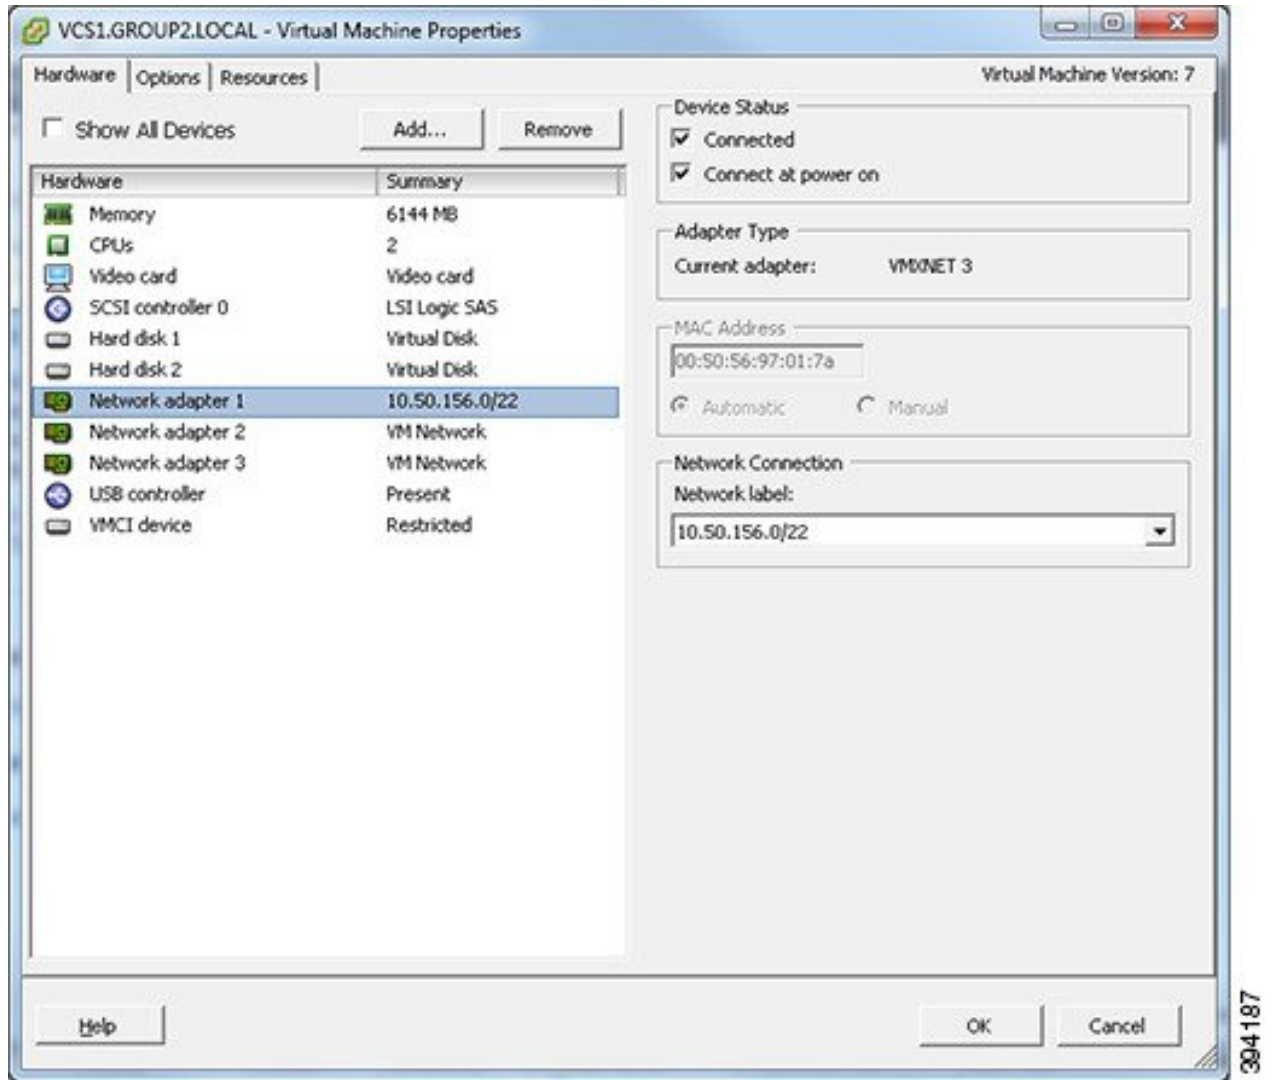 VCS1.GROUP2.LOCAL - Virtual Machine Properties
Hardware Options Resources
Virtual Machine Version: 7
Show All Devices
Add...
Remove
Hardware Summary
Memory 6144 MB
CPUs 2
Video card Video card
SCSI controller 0 LSI Logic SAS
Hard disk 1 Virtual Disk
Hard disk 2 Virtual Disk
Network adapter 1 10.50.156.0/22
Network adapter 2 VM Network
Network adapter 3 VM Network
USB controller Present
VMCI device Restricted
Device Status
Connected
Connect at power on
Adapter Type
Current adapter: VMXNET 3
MAC Address
00:50:56:97:01:7a
Automatic Manual
Network Connection
Network label:
10.50.156.0/22
Help
OK
Cancel
394187